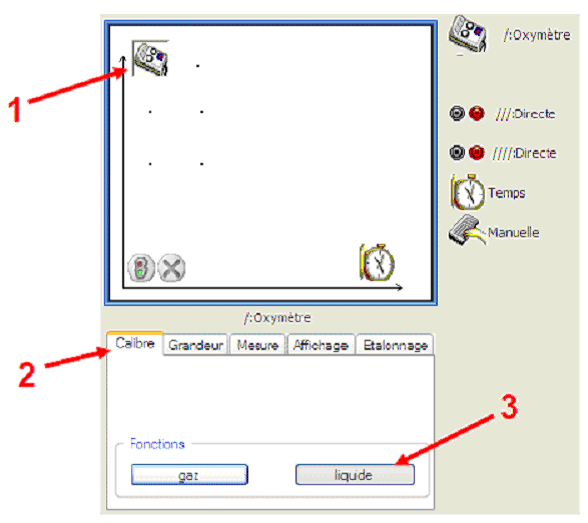 /:Oxymètre
1
///:Directe
////:Directe
Temps
Manuelle
/:Oxymètre
Calibre Grandeur Mesure Affichage Etalonnage
2
3
Fonctions
gaz liquide